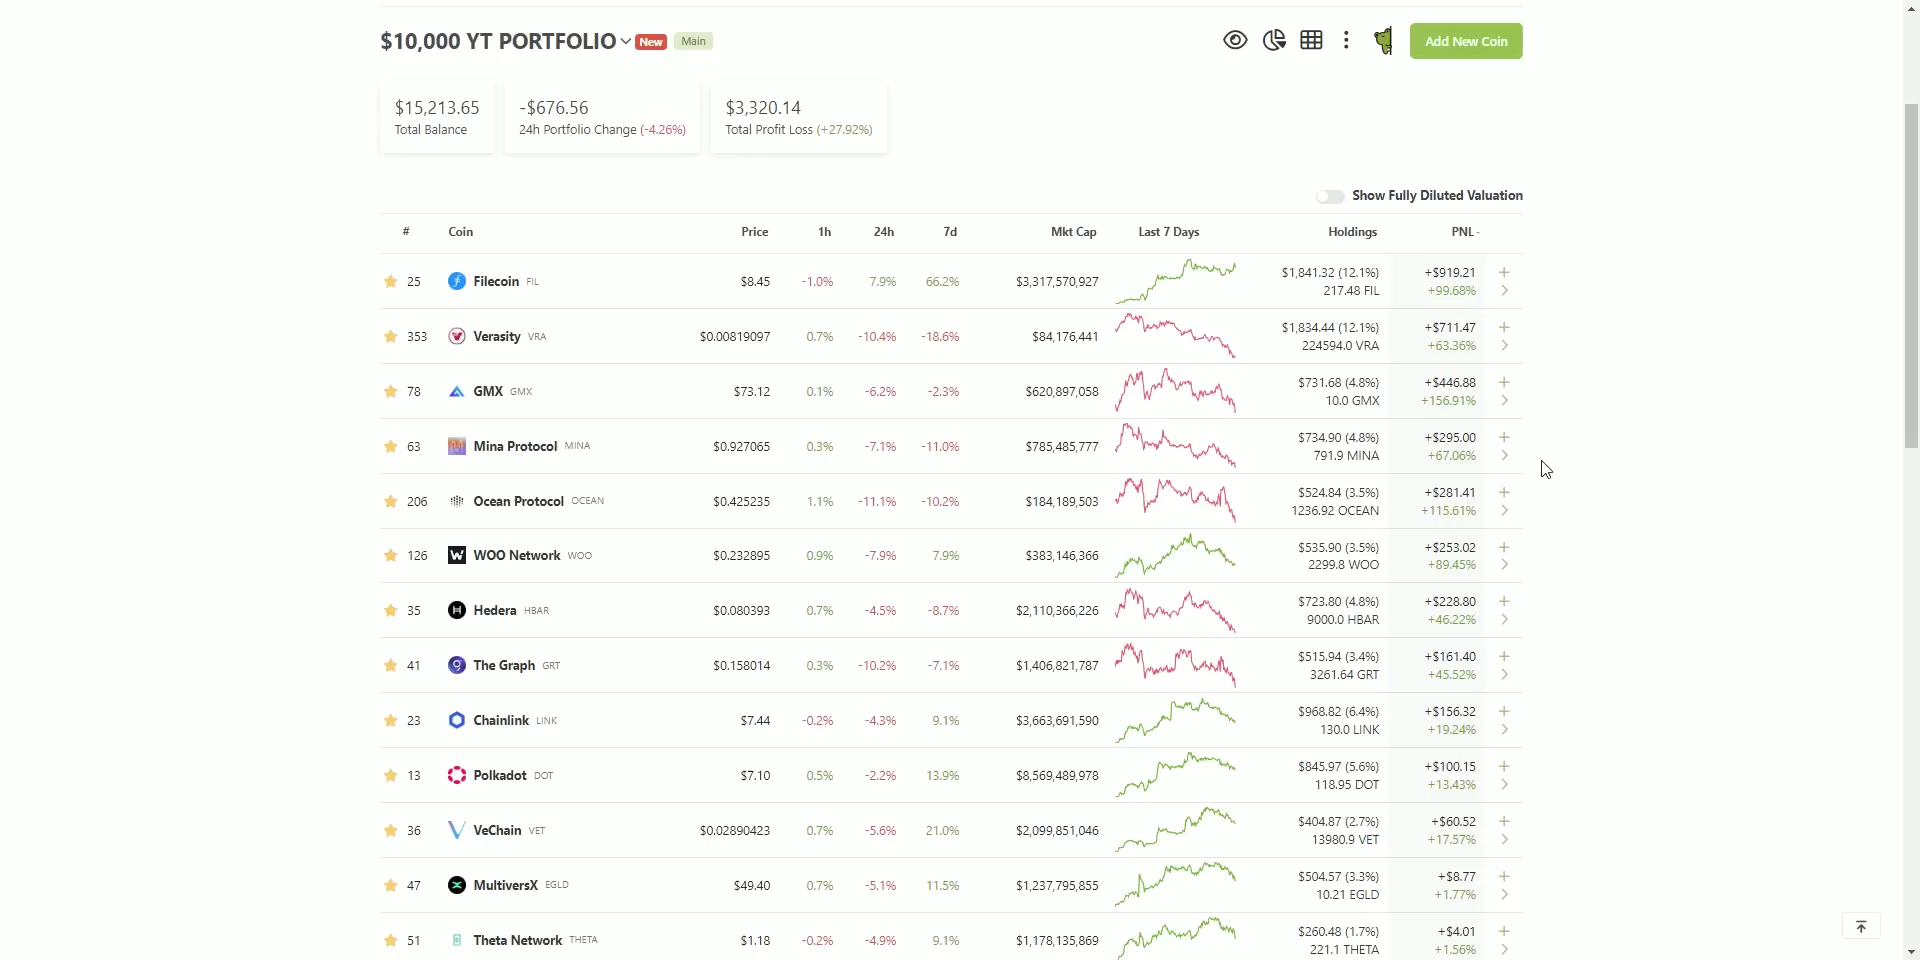 $10,000 YT PORTFOLIO New Main Add New Coin
$15,213.65 -$676.56 $3,320.14
Total Balance 24h Portfolio Change (-4.26%) Total Profit Loss (+27.92%)
Show Fully Diluted Valuation
# Coin Price 1h 24h 7d Mkt Cap Last 7 Days Holdings PNL
25 Filecoin FIL $8.45 -1.0% 7.9% 66.2% $3,317,570,927 $1,841.32 (12.1%) +$919.21
217.48 FIL +99.68%
353 Verasity VRA $0.00819097 0.7% -10.4% -18.6% $84,176,441 $1,834.44 (12.1%) +$711.47
224594.0 VRA +63.36%
78 GMX GMX $73.12 0.1% -6.2% -2.3% $620,897,058 $731.68 (4.8%) +$446.88
10.0 GMX +156.91%
63 Mina Protocol MINA $0.927065 0.3% -7.1% -11.0% $785,485,777 $734.90 (4.8%) +$295.00
791.9 MINA +67.06%
206 Ocean Protocol OCEAN $0.425235 1.1% -11.1% -10.2% $184,189,503 $524.84 (3.5%) +$281.41
1236.92 OCEAN +115.61%
126 WOO Network WOO $0.232895 0.9% -7.9% 7.9% $383,146,366 $535.90 (3.5%) +$253.02
2299.8 WOO +89.45%
35 Hedera HBAR $0.080393 0.7% -4.5% -8.7% $2,110,366,226 $723.80 (4.8%) +$228.80
9000.0 HBAR +46.22%
41 The Graph GRT $0.158014 0.3% -10.2% -7.1% $1,406,821,787 $515.94 (3.4%) +$161.40
3261.64 GRT +45.52%
23 Chainlink LINK $7.44 -0.2% -4.3% 9.1% $3,663,691,590 $968.82 (6.4%) +$156.32
130.0 LINK +19.24%
13 Polkadot DOT $7.10 0.5% -2.2% 13.9% $8,569,489,978 $845.97 (5.6%) +$100.15
118.95 DOT +13.43%
36 VeChain VET $0.02890423 0.7% -5.6% 21.0% $2,099,851,046 $404.87 (2.7%) +$60.52
13980.9 VET +17.57%
47 MultiversX EGLD $49.40 0.7% -5.1% 11.5% $1,237,795,855 $504.57 (3.3%) +$8.77
10.21 EGLD +1.77%
51 Theta Network THETA $1.18 -0.2% -4.9% 9.1% $1,178,135,869 $260.48 (1.7%) +$4.01
221.1 THETA +1.56%